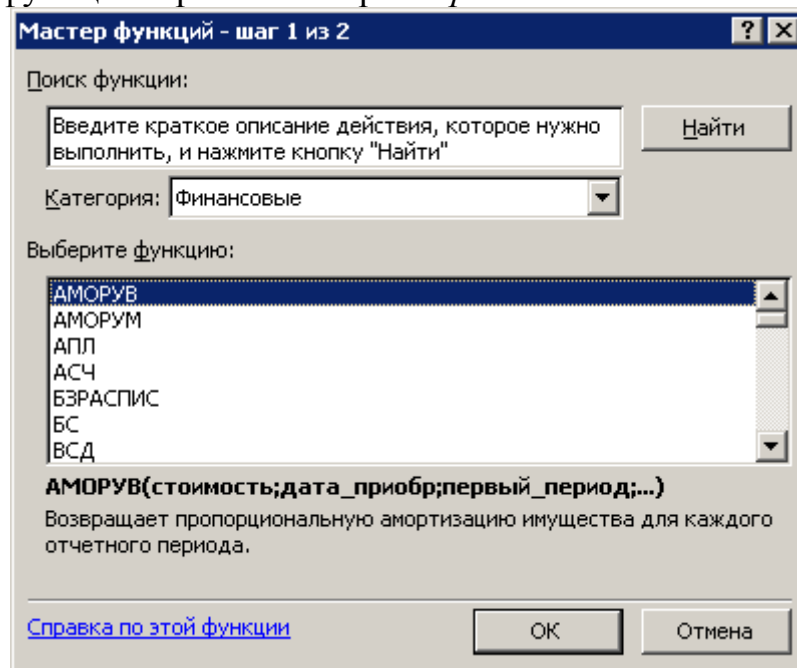 Мастер функций - шаг 1 из 2
Поиск функции:
Введите краткое описание действия, которое нужно
выполнить, и нажмите кнопку "Найти"
Найти
Категория: Финансовые
Выберите функцию:
АМОРУВ
АМОРУМ
АПЛ
АСЧ
БЗРАСПИС
БС
ВСД
АМОРУВ(стоимость;дата_приобр;первый_период;...)
Возвращает пропорциональную амортизацию имущества для каждого
отчетного периода.
Справка по этой функции
ОК
Отмена